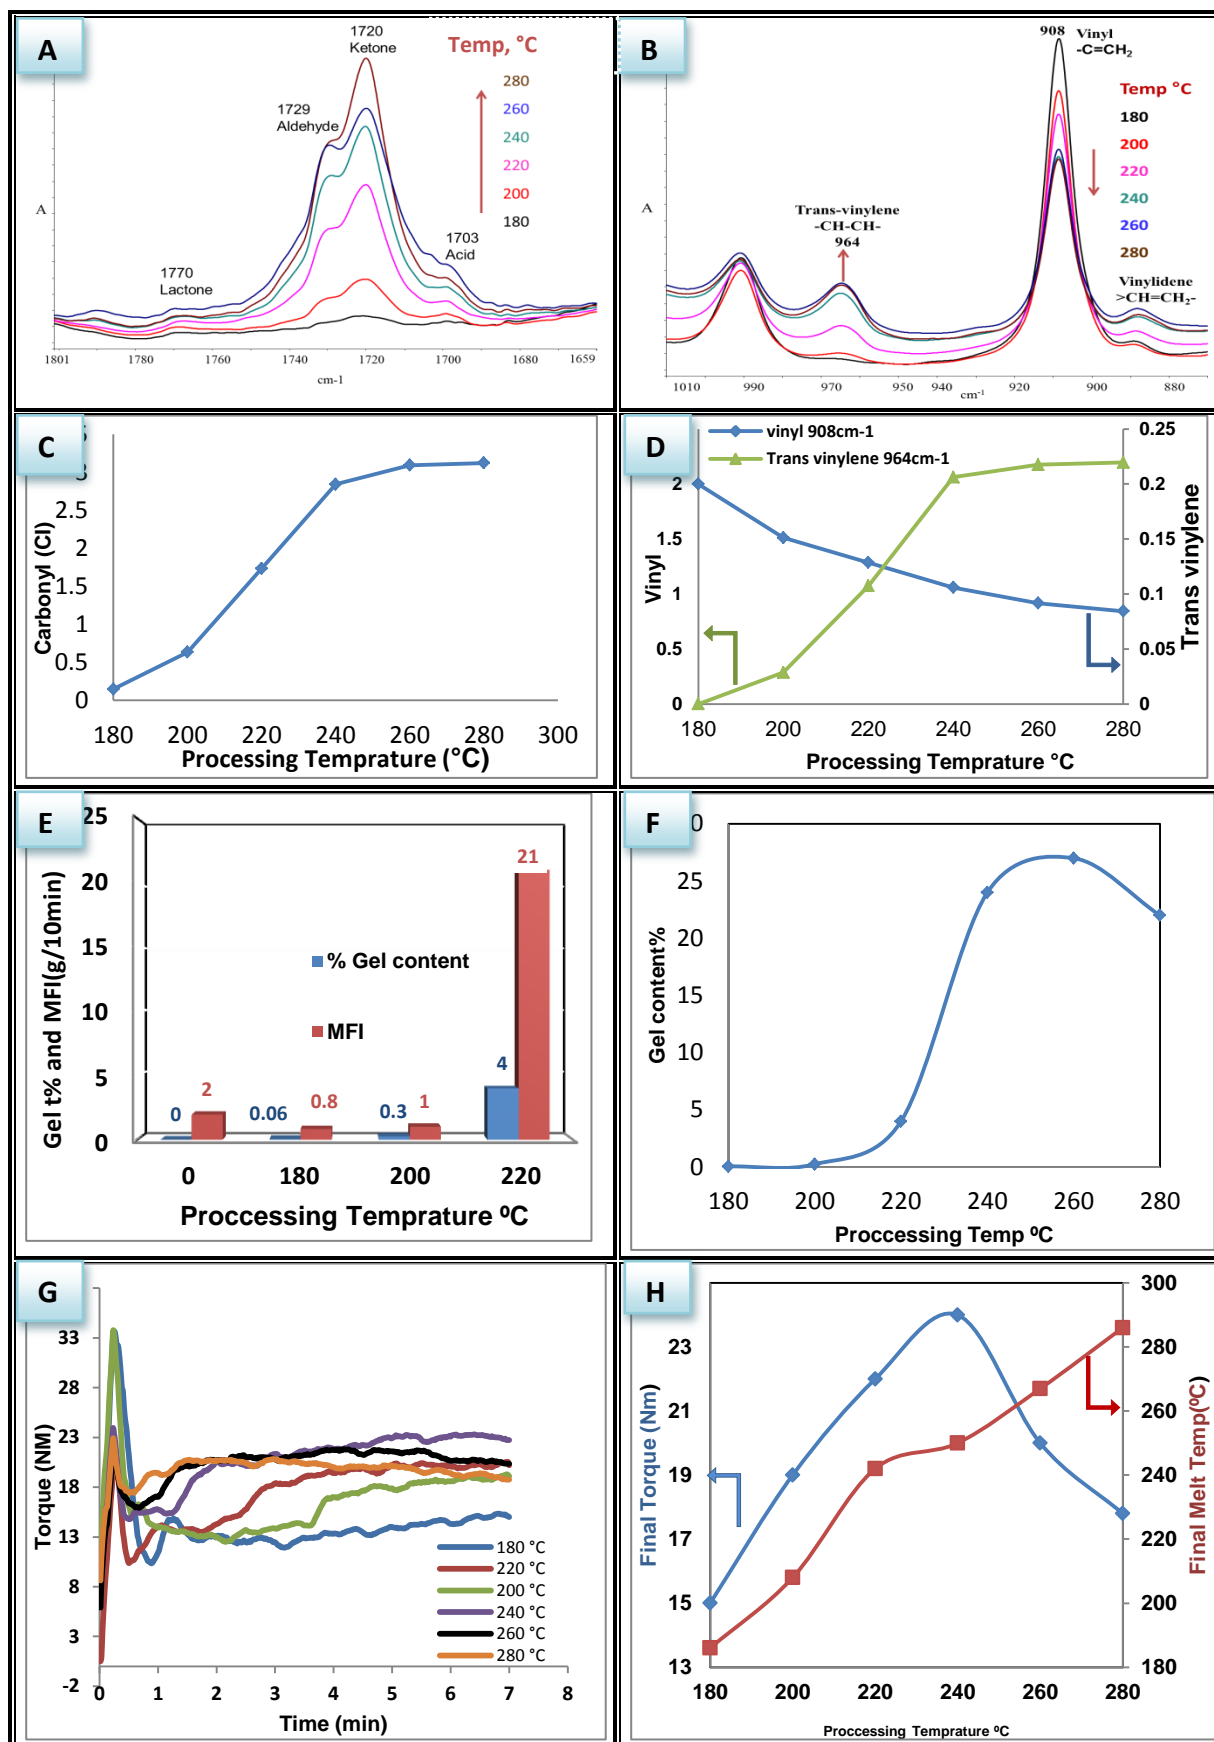 A
1720
Ketone
Temp, °C
280
260
240
220
200
180
1729
Aldehyde
1703
Acid
1770
Lactone
A
1801 1780 1760 1740 1720 1700 1680 1659
cm-1
B
908 Vinyl
-C=CH2
Temp °C
180
200
220
240
260
280
Trans-vinylene
-CH-CH-
964
Vinylidene
>CH=CH2-
A
1010 990 970 950 940 920 900 880
cm-1
C
Carbonyl (CI)
2.5
2
1.5
1
0.5
0
180 200 220 240 260 280 300
Processing Temprature (°C)
D
vinyl 908cm-1
Trans vinylene 964cm-1
Vinyl
2
1.5
1
0.5
0
0.25
0.2
0.15
0.1
0.05
0
Trans vinylene
180 200 220 240 260 280
Processing Temprature °C
E
Gel t% and MFI(g/10min)
25
20
15
10
5
0
% Gel content
MFI
0 2 0.06 0.8 0.3 1 4 21
0 180 200 220
Proccessing Temprature ⁰C
F
Gel content%
25
20
15
10
5
0
180 200 220 240 260 280
Proccessing Temp ⁰C
G
Torque (NM)
33
28
23
18
13
8
3
-2
180 °C
220 °C
200 °C
240 °C
260 °C
280 °C
0 1 2 3 4 5 6 7 8
Time (min)
H
Final Torque (Nm)
23
21
19
17
15
13
300
280
260
240
220
200
180
Final Melt Temp(⁰C)
180 200 220 240 260 280
Proccessing Temprature ⁰C